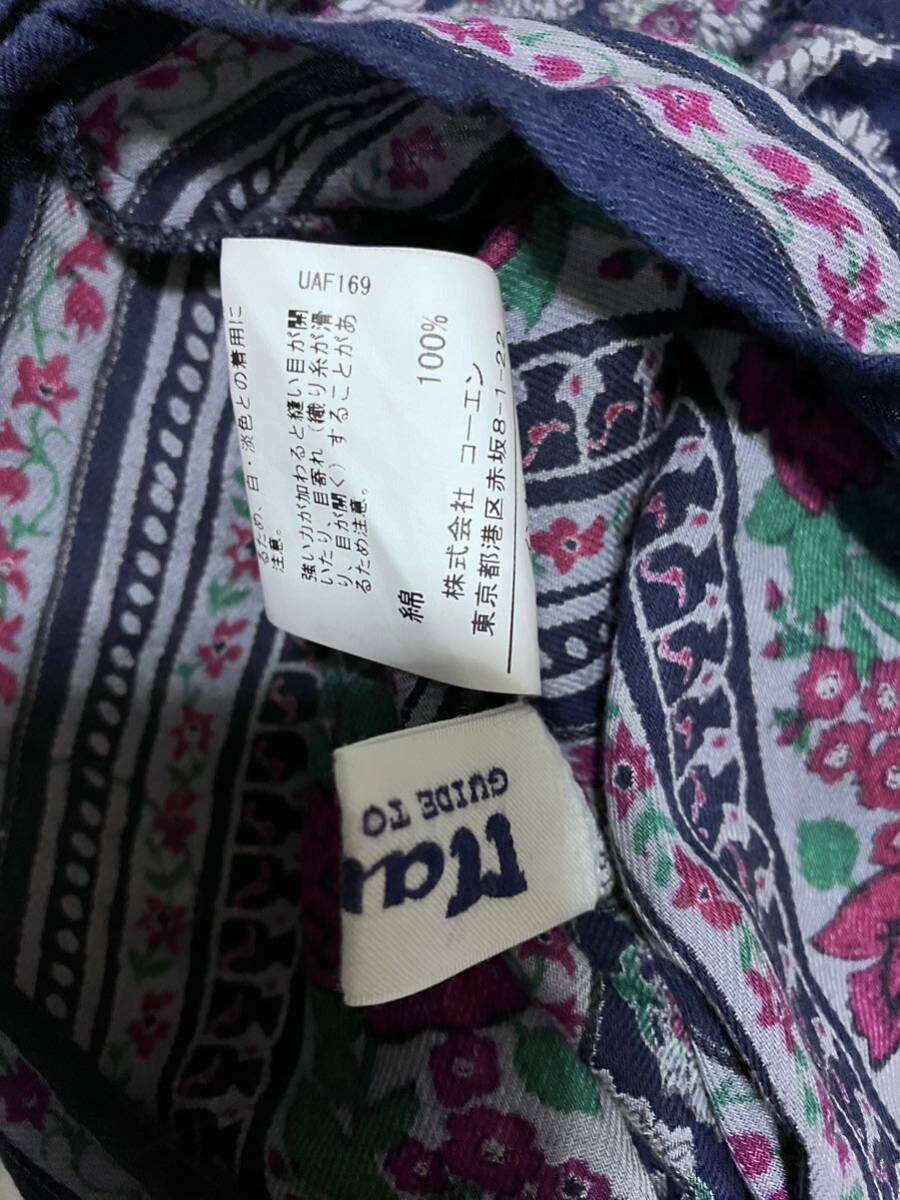 UAF169
るため、白・淡色との着用に
注意。
強い力が加わると縫い目が開
いたり、目寄れ(織り糸が滑
り、目が開く)することがあ
るため注意。
綿 100%
株式会社 コーエン
東京都港区赤坂8-1-22
GUIDE TO